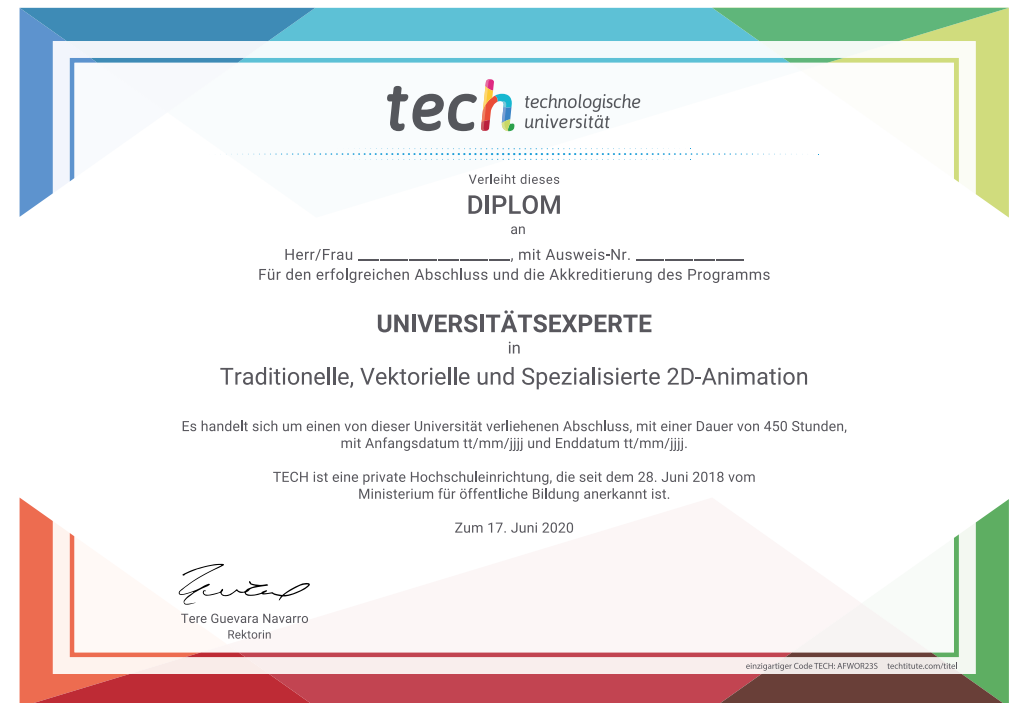 tech technologische
universität
Verleiht dieses
DIPLOM
an
Herr/Frau __________________, mit Ausweis-Nr. _____________
Für den erfolgreichen Abschluss und die Akkreditierung des Programms
UNIVERSITÄTSEXPERTE
in
Traditionelle, Vektorielle und Spezialisierte 2D-Animation
Es handelt sich um einen von dieser Universität verliehenen Abschluss, mit einer Dauer von 450 Stunden,
mit Anfangsdatum tt/mm/jjjj und Enddatum tt/mm/jjjj.
TECH ist eine private Hochschuleinrichtung, die seit dem 28. Juni 2018 vom
Ministerium für öffentliche Bildung anerkannt ist.
Zum 17. Juni 2020
Tere Guevara Navarro
Rektorin
einzigartiger Code TECH: AFWOR23S techtitute.com/titel